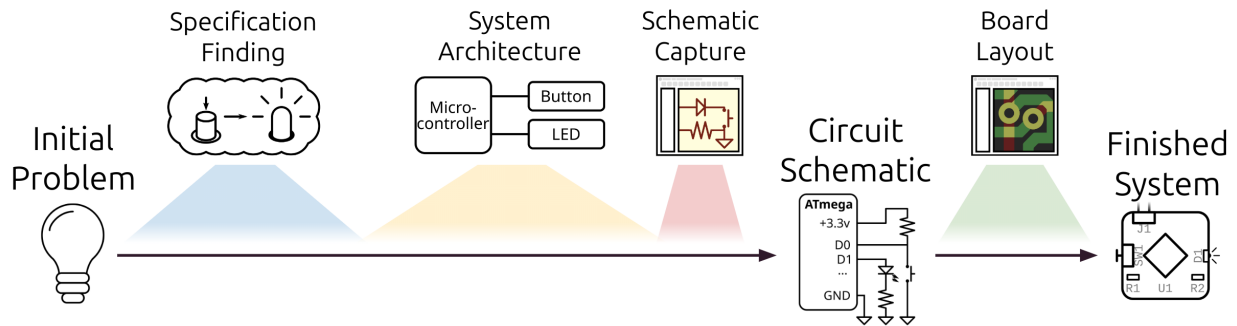 Initial
Problem
Specification
Finding
System
Architecture
Micro-
controller
Button
LED
Schematic
Capture
Circuit
Schematic
ATmega
+3.3v
D0
D1
...
GND
Board
Layout
Finished
System
J1
SW1
D1
R1
U1
R2